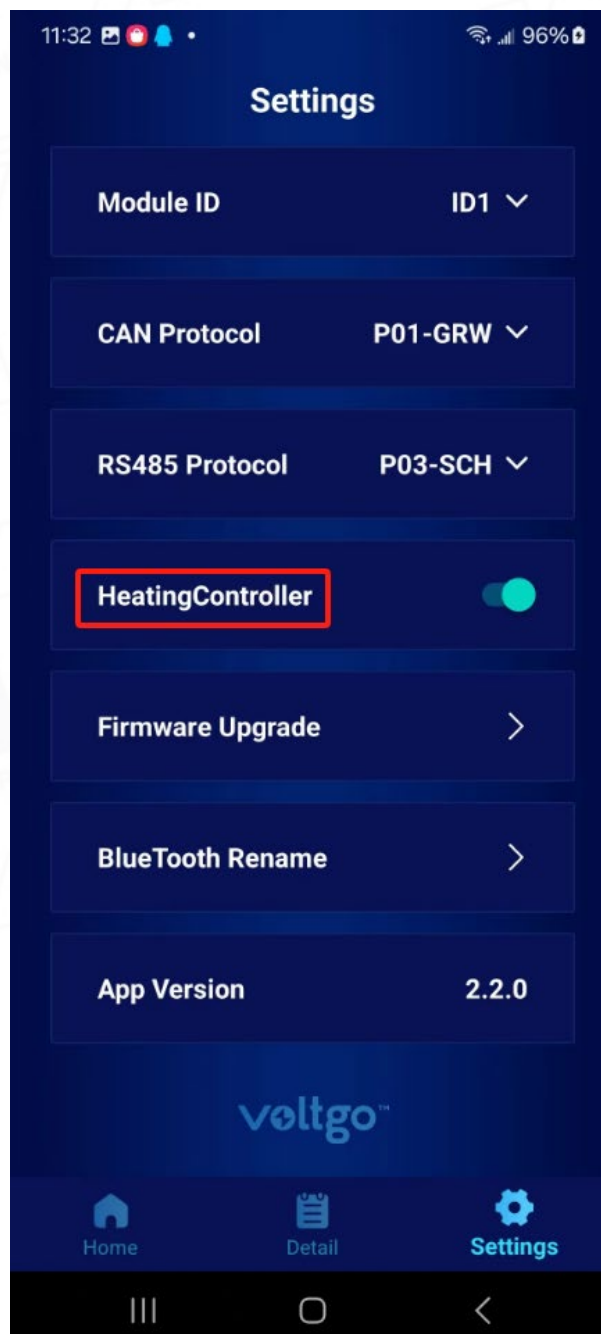 11:32 96%
Settings
Module ID ID1
CAN Protocol P01-GRW
RS485 Protocol P03-SCH
HeatingController
Firmware Upgrade
BlueTooth Rename
App Version 2.2.0
voltgo™
Home Detail Settings